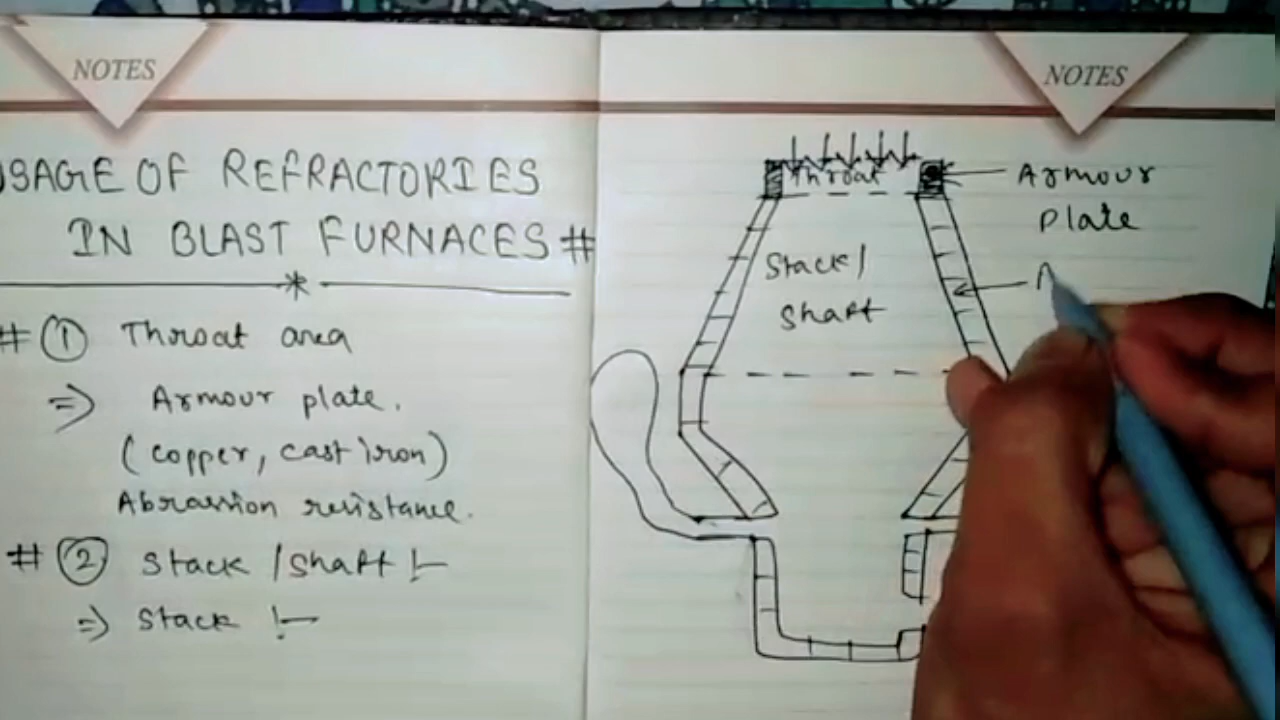 NOTES
USAGE OF REFRACTORIES
IN BLAST FURNACES #
# ① Throat area
⇒ Armour plate.
(copper, cast iron)
Abrassion resistance.
# ② Stack / Shaft :-
⇒ Stack :-
NOTES
Throat
Armour
Plate
Stack/
Shaft